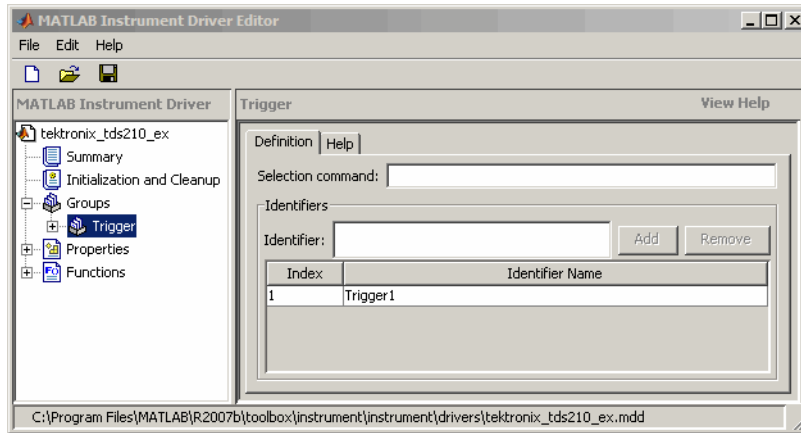 MATLAB Instrument Driver Editor
File Edit Help
MATLAB Instrument Driver
Trigger View Help
tektronix_tds210_ex
Summary
Initialization and Cleanup
Groups
Trigger
Properties
Functions
Definition Help
Selection command:
Identifiers
Identifier: Add Remove
Index Identifier Name
1 Trigger1
C:\Program Files\MATLAB\R2007b\toolbox\instrument\instrument\drivers\tektronix_tds210_ex.mdd